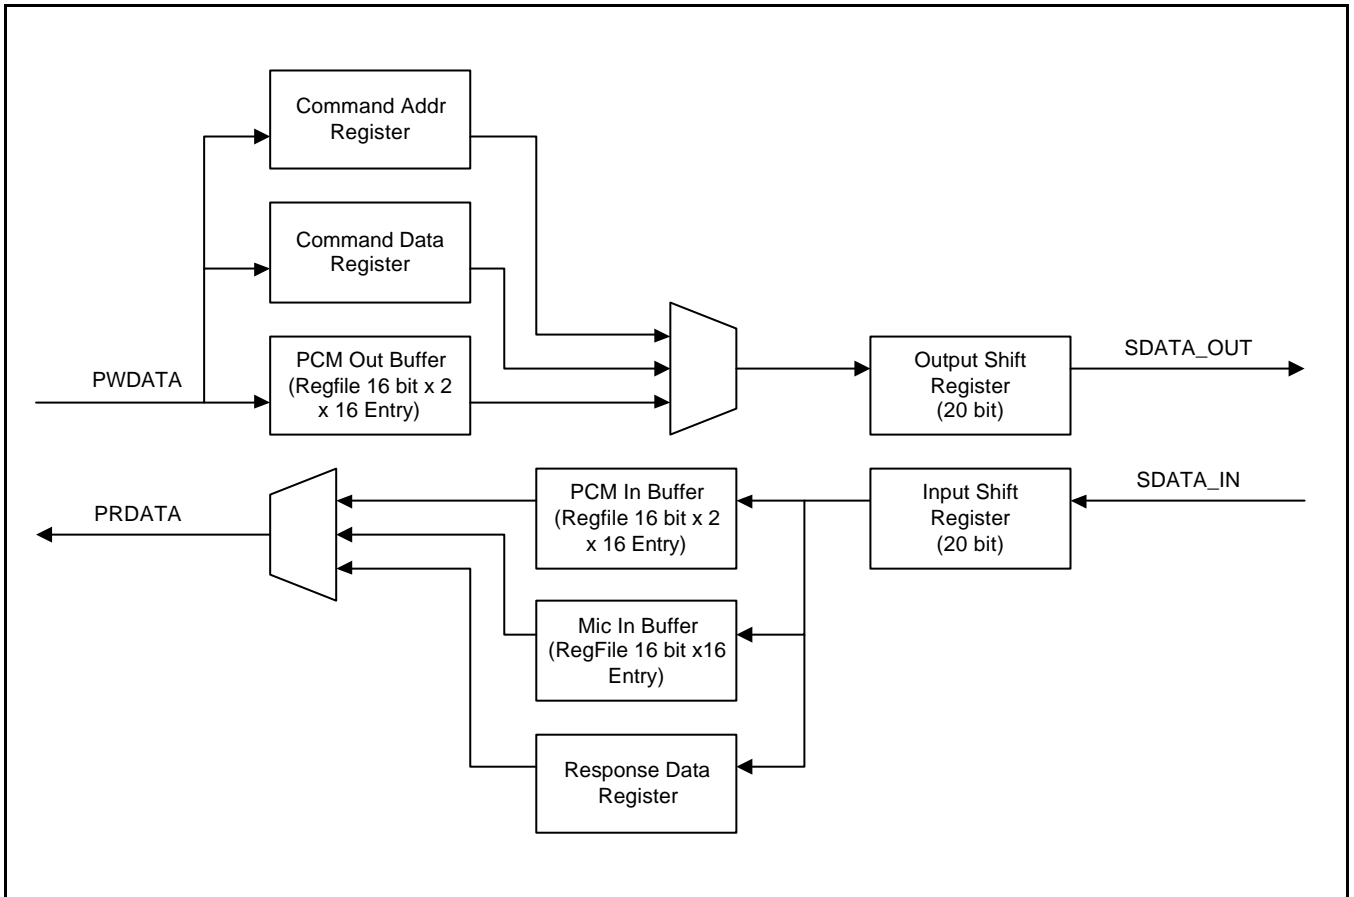 Command Addr
Register
Command Data
Register
PWDATA
PCM Out Buffer
(Regfile 16 bit x 2
x 16 Entry)
Output Shift
Register
(20 bit)
SDATA_OUT
PRDATA
PCM In Buffer
(Regfile 16 bit x 2
x 16 Entry)
Input Shift
Register
(20 bit)
SDATA_IN
Mic In Buffer
(RegFile 16 bit x16
Entry)
Response Data
Register